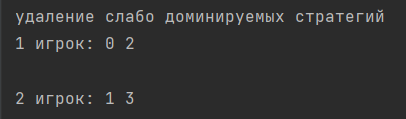 удаление слабо доминируемых стратегий
1 игрок: 0 2
2 игрок: 1 3